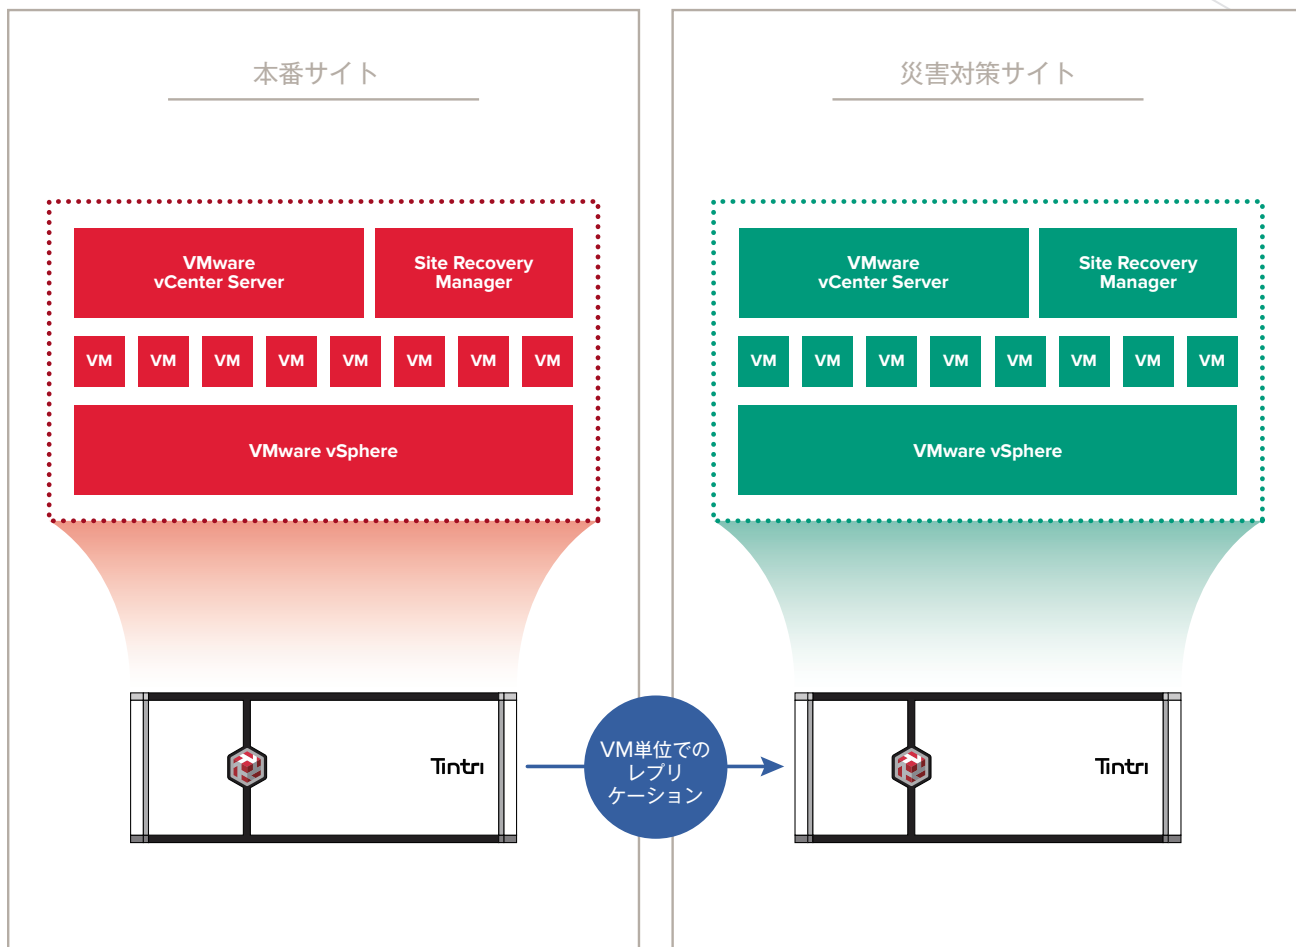 本番サイト
VMware
vCenter Server
Site Recovery
Manager
VM VM VM VM VM VM VM VM
VMware vSphere
Tintri
VM単位での
レプリ
ケーション
災害対策サイト
VMware
vCenter Server
Site Recovery
Manager
VM VM VM VM VM VM VM VM
VMware vSphere
Tintri